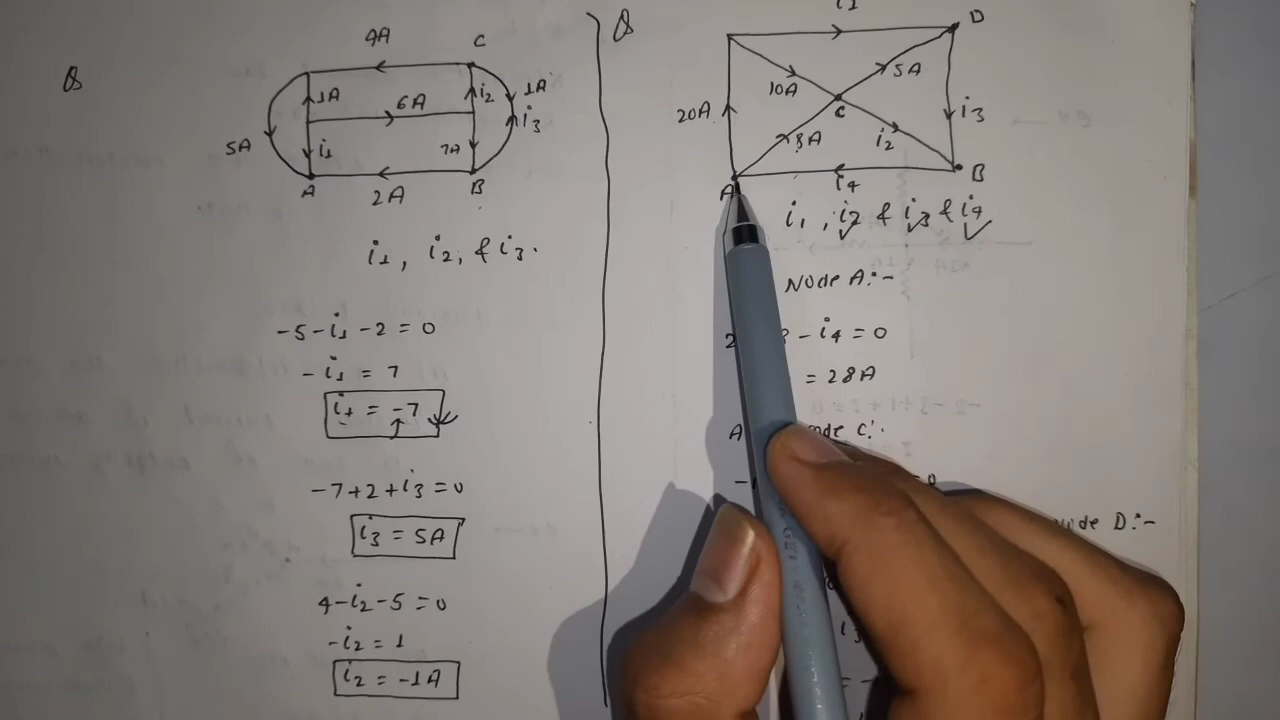 Q
4A
C
1A
6A
i2
1A
i3
5A
i1
7A
A
2A
B
i1, i2, & i3.
-5-i1-2=0
-i1=7
i1=-7
-7+2+i3=0
i3=5A
4-i2-5=0
-i2=1
i2=-1A
Q
i1
D
10A
5A
20A
C
i3
8A
i2
A
i4
B
i1, i2 & i3 & i4
Node A:-
-i4=0
=28A
Node D:-